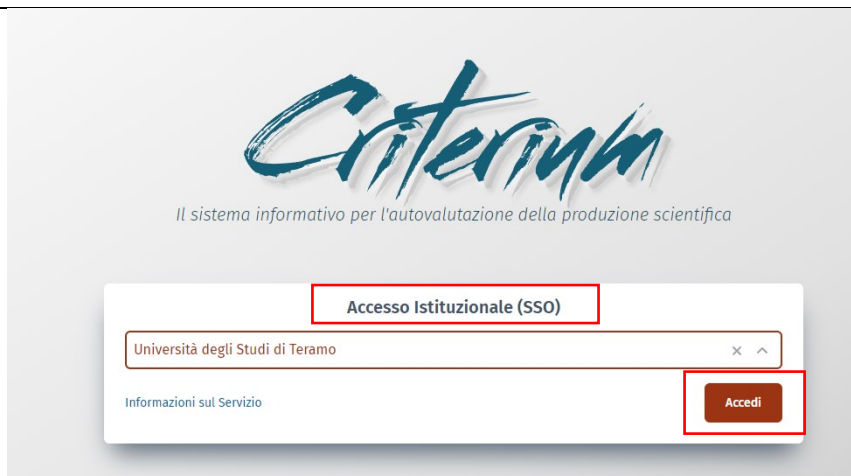 Criterium
Il sistema informativo per l'autovalutazione della produzione scientifica
Accesso Istituzionale (SSO)
Università degli Studi di Teramo
Informazioni sul Servizio
Accedi